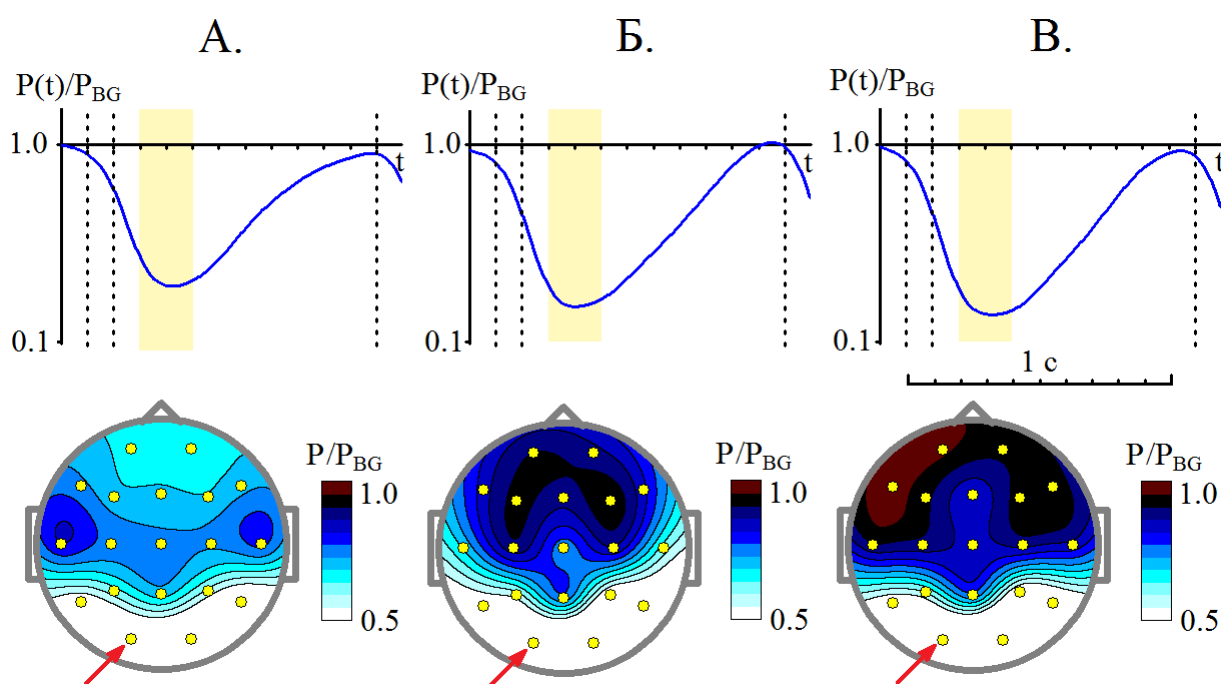 А. Б. В.
P(t)/P_BG P(t)/P_BG P(t)/P_BG
1.0 1.0 1.0
t t t
0.1 0.1 0.1
1 с
P/P_BG P/P_BG P/P_BG
1.0 1.0 1.0
0.5 0.5 0.5